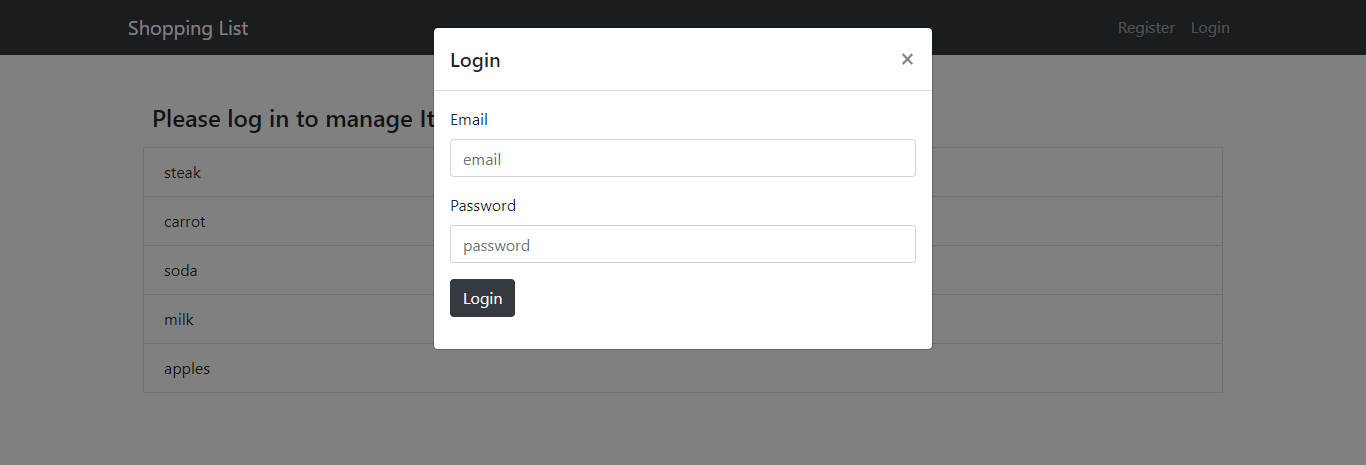 Shopping List
Register
Login
Login
×
Please log in to manage It
Email
email
Password
password
Login
steak
carrot
soda
milk
apples